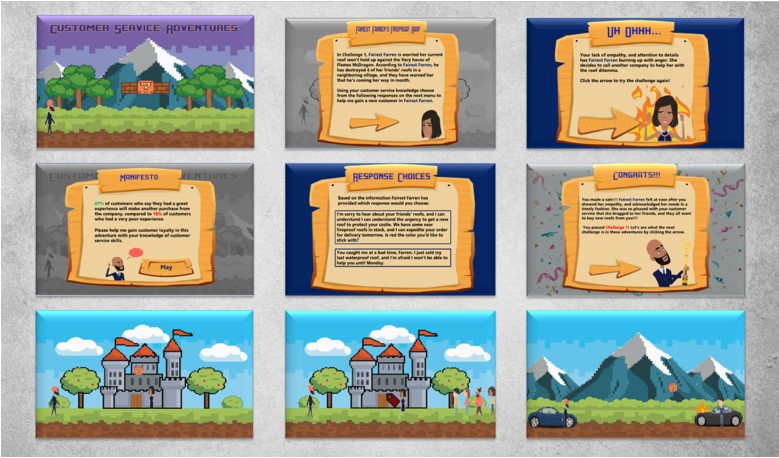 CUSTOMER SERVICE ADVENTURES
?
FAIREST FARREN'S FIREPROOF ROOF
In Challenge 1, Fairest Farren is worried her current
roof won't hold up against the fiery haves of
Flames McDragon. According to Fairest Farren, he
has destroyed 4 of her friends' roofs in a
neighboring village, and they have warned her
that he's coming her way in month.
Using your customer service knowledge choose
from the following responses on the next menu to
help me gain a new customer in Fairest Farren.
UH OHHH...
Your lack of empathy, and attention to details
has Fairest Farren burning up with anger. She
decides to call another company to help her with
the roof dilemma.
Click the arrow to try the challenge again!
CUSTOM
VENTURES
MANIFESTO
97% of customers who say they had a great
experience will make another purchase from
the company, compared to 18% of customers
who had a very poor experience.
Please help me gain customer loyalty in this
adventure with your knowledge of customer
service skills.
Play
RESPONSE CHOICES
Based on the information Fairest Farren has
provided which response would you choose:
I'm sorry to hear about your friends' roofs, and I can
understand I can understand the urgency to get a new
roof to protect your castle. We have some new
fireproof roofs in stock, and I can expedite your order
for delivery tomorrow. Is red the color you'd like to
stick with?
You caught me at a bad time, Farren. I just sold my
last waterproof roof, and I'm afraid I won't be able to
help you until Monday.
CONGRATS!!!
You made a sale!!! Fairest Farren felt at ease after you
showed her empathy, and acknowledged her needs in a
timely fashion. She was so pleased with your customer
service that she bragged to her friends, and they all want
to buy new roofs from you!!!
You passed Challenge 1! Let's see what the next
challenge is in these adventures by clicking the arrow.